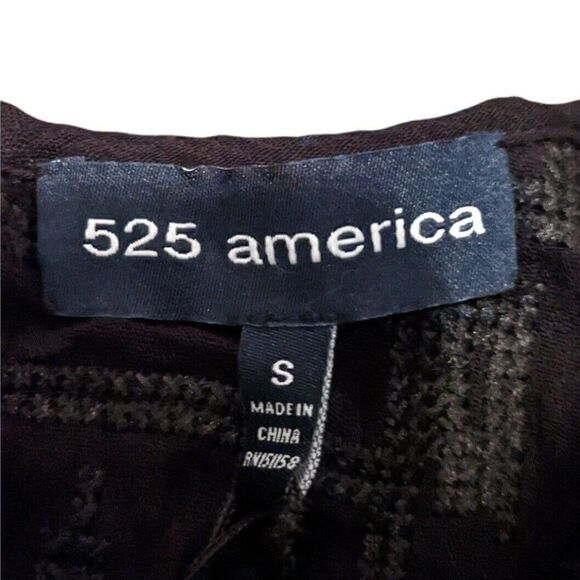 525 america
S
MADE IN
CHINA
RN151158